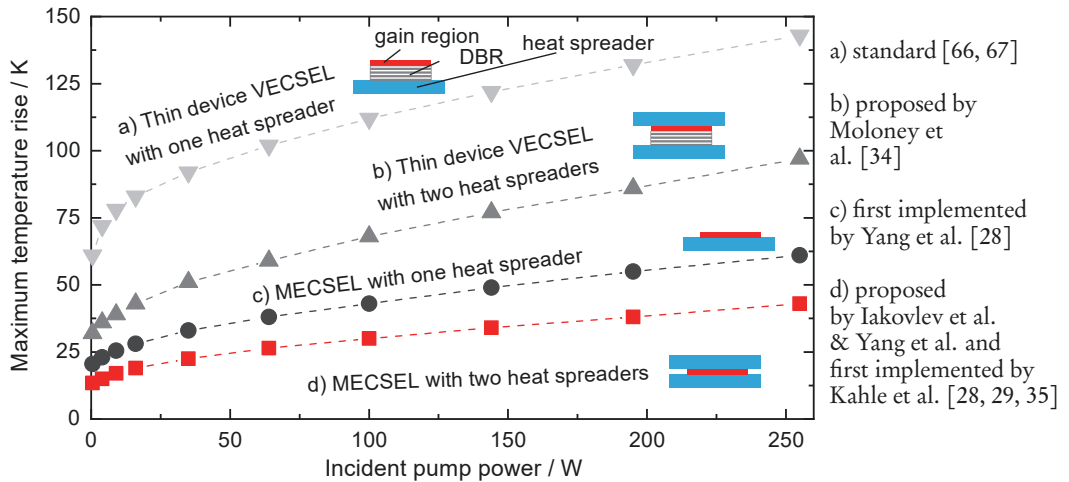 Maximum temperature rise / K
150
125
100
75
50
25
0
0
50
100
150
200
250
Incident pump power / W
gain region
DBR
heat spreader
a) Thin device VECSEL
with one heat spreader
b) Thin device VECSEL
with two heat spreaders
c) MECSEL with one heat spreader
d) MECSEL with two heat spreaders
a) standard [66, 67]
b) proposed by
Moloney et
al. [34]
c) first implemented
by Yang et al. [28]
d) proposed
by Iakovlev et al.
& Yang et al. and
first implemented by
Kahle et al. [28, 29, 35]